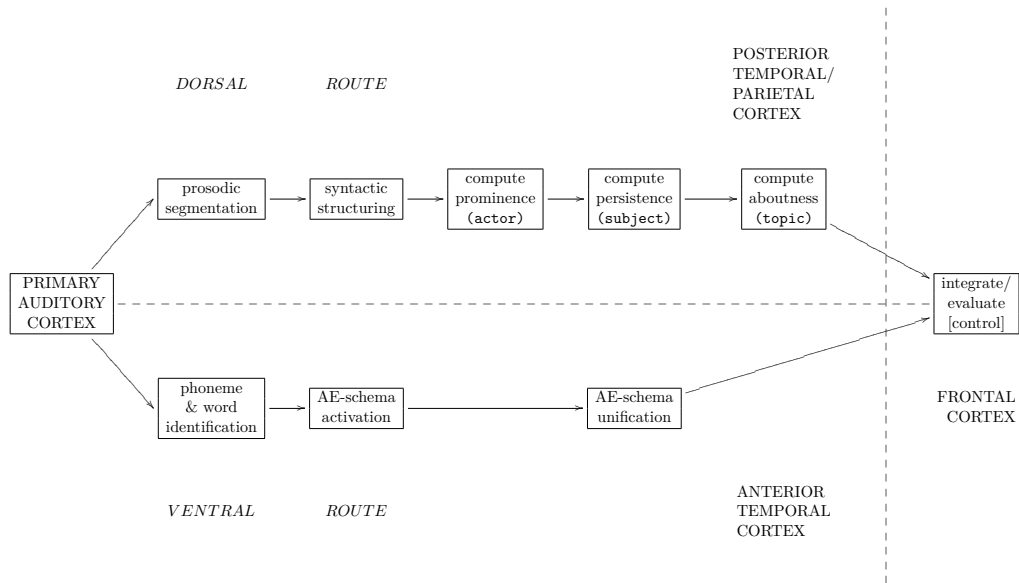 POSTERIOR
TEMPORAL/
PARIETAL
CORTEX
DORSAL ROUTE
prosodic
segmentation
syntactic
structuring
compute
prominence
(actor)
compute
persistence
(subject)
compute
aboutness
(topic)
PRIMARY
AUDITORY
CORTEX
integrate/
evaluate
[control]
phoneme
& word
identification
AE-schema
activation
AE-schema
unification
FRONTAL
CORTEX
VENTRAL ROUTE
ANTERIOR
TEMPORAL
CORTEX